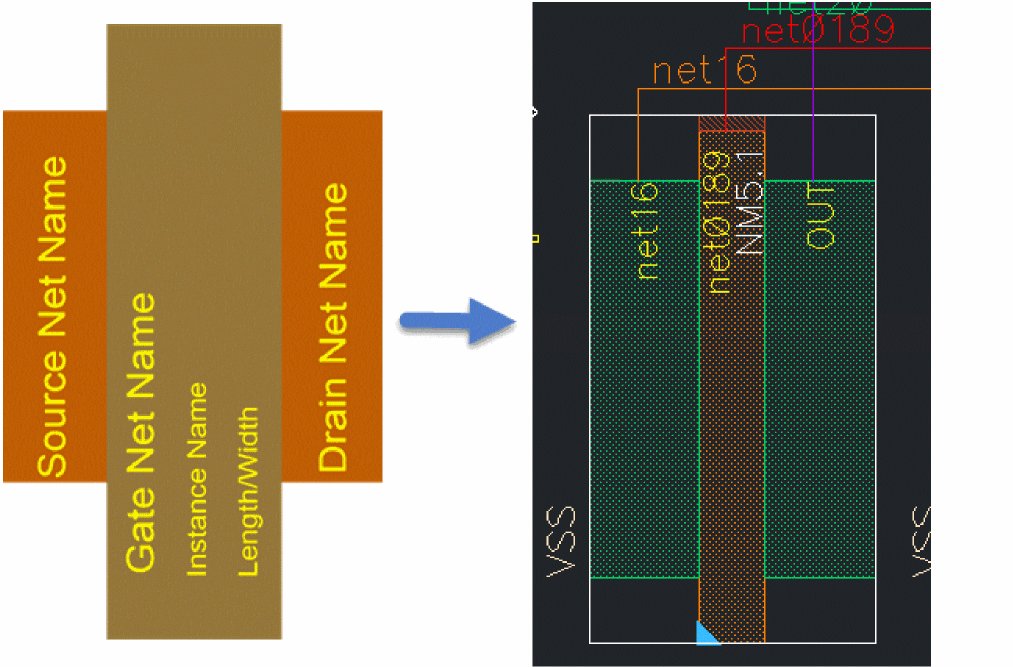 Source Net Name
Gate Net Name
Instance Name
Length/Width
Drain Net Name
net20
net0189
net16
net16
net0189
NM5.1
OUT
VSS
VSS